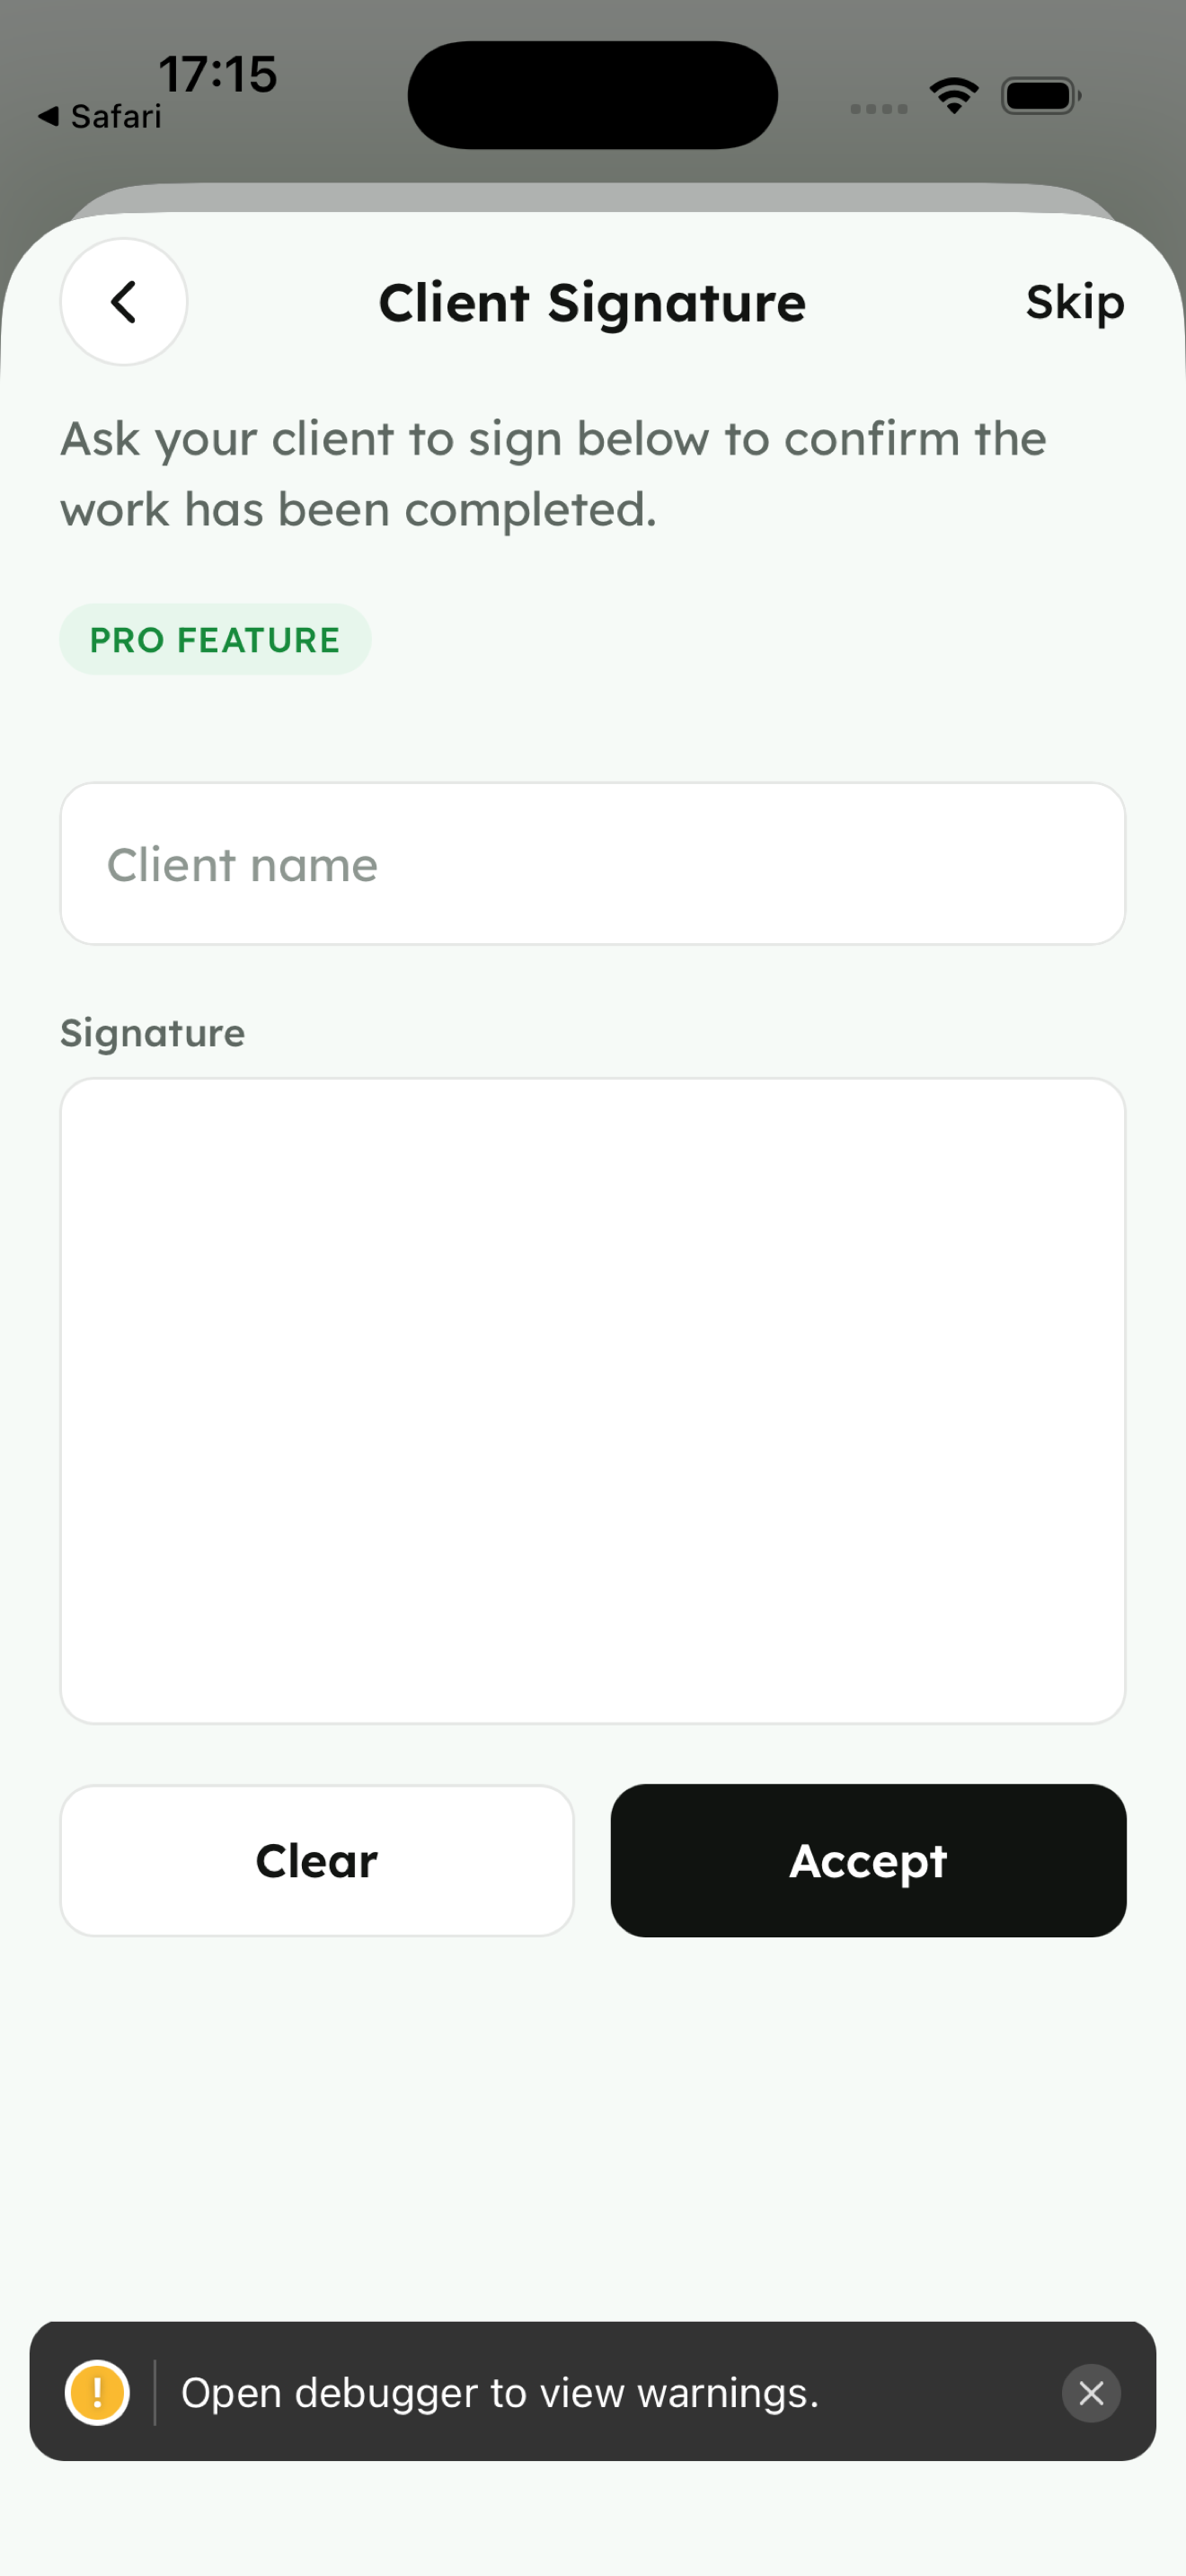 17:15
Safari
Client Signature
Skip
Ask your client to sign below to confirm the
work has been completed.
PRO FEATURE
Client name
Signature
Clear
Accept
Open debugger to view warnings.